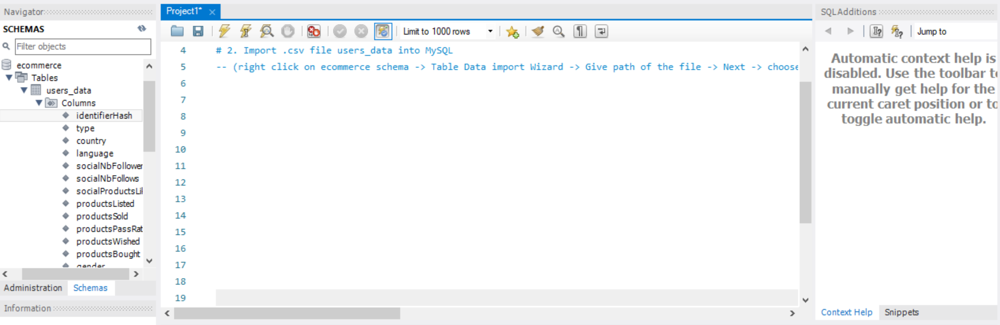 Navigator
SCHEMAS
Filter objects
ecommerce
Tables
users_data
Columns
identifierHash
type
country
language
socialNbFollower
socialNbFollows
socialProductsLi
productsListed
productsSold
productsPassRat
productsWished
productsBought
gender
Administration Schemas
Information
Project1*
Limit to 1000 rows
4 # 2. Import .csv file users_data into MySQL
5 -- (right click on ecommerce schema -> Table Data import Wizard -> Give path of the file -> Next -> choose
6
7
8
9
10
11
12
13
14
15
16
17
18
19
SQLAdditions
Jump to
Automatic context help is
disabled. Use the toolbar to
manually get help for the
current caret position or to
toggle automatic help.
Context Help Snippets